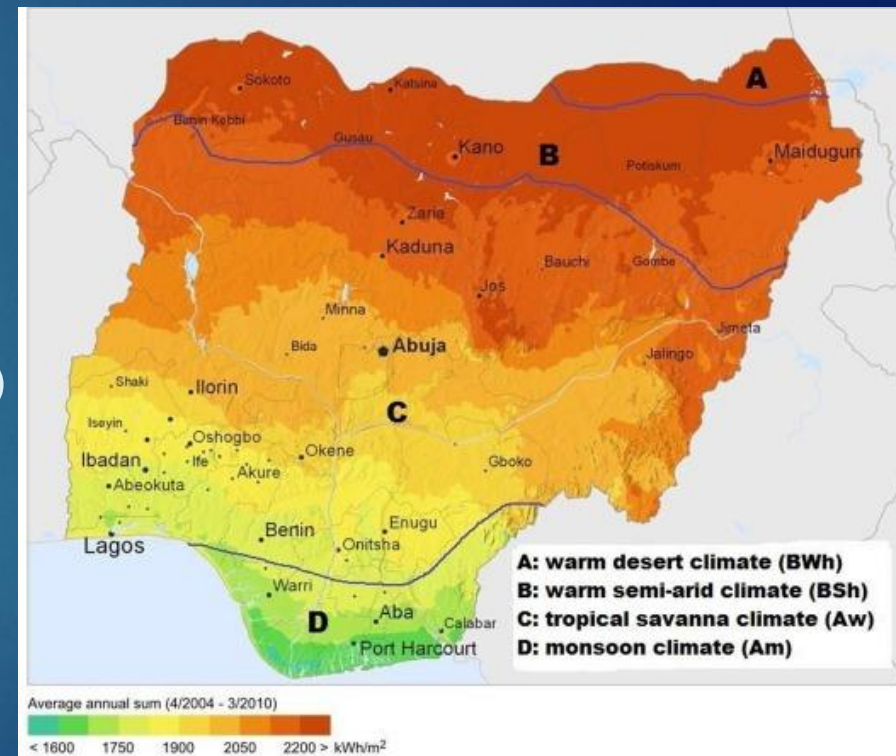 A
Sokoto
Katsina
Banin Kebbi
Gusau
Kano
B
Potiskum
Maidugun
Zaria
Kaduna
Bauchi
Gombe
Jos
Minna
Jimeta
Bida
Abuja
Jalingo
Shaki
Ilorin
C
Iseyin
Oshogbo
Ibadan
Ife
Okene
Gboko
Akure
Abeokuta
Benin
Enugu
Lagos
Onitsha
Warri
D
Aba
Calabar
Port Harcourt
A: warm desert climate (BWh)
B: warm semi-arid climate (BSh)
C: tropical savanna climate (Aw)
D: monsoon climate (Am)
Average annual sum (4/2004 - 3/2010)
< 1600 1750 1900 2050 2200 > kWh/m²